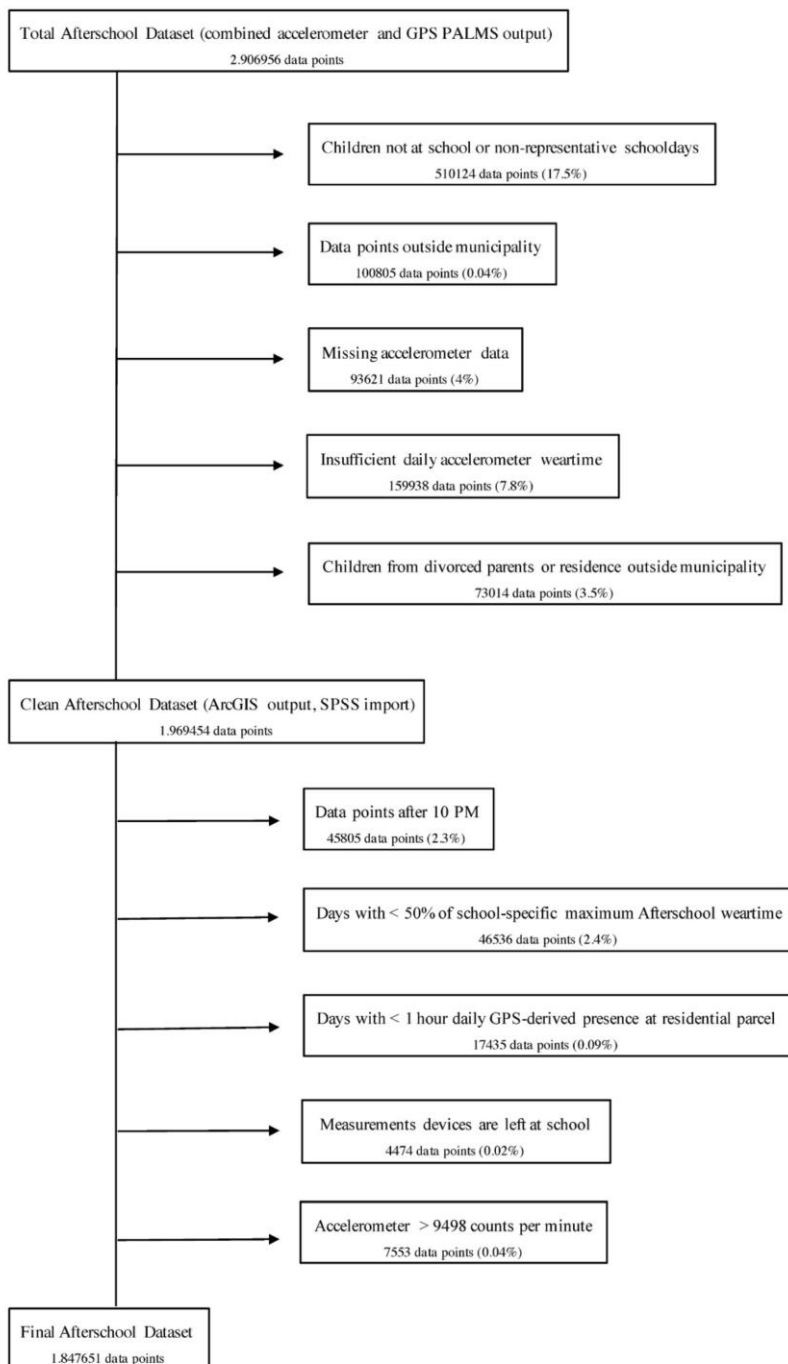 Total Afterschool Dataset (combined accelerometer and GPS PALMS output)
2.906956 data points
Children not at school or non-representative schooldays
510124 data points (17.5%)
Data points outside municipality
100805 data points (0.04%)
Missing accelerometer data
93621 data points (4%)
Insufficient daily accelerometer weartime
159938 data points (7.8%)
Children from divorced parents or residence outside municipality
73014 data points (3.5%)
Clean Afterschool Dataset (ArcGIS output, SPSS import)
1.969454 data points
Data points after 10 PM
45805 data points (2.3%)
Days with < 50% of school-specific maximum Afterschool weartime
46536 data points (2.4%)
Days with < 1 hour daily GPS-derived presence at residential parcel
17435 data points (0.09%)
Measurements devices are left at school
4474 data points (0.02%)
Accelerometer > 9498 counts per minute
7553 data points (0.04%)
Final Afterschool Dataset
1.847651 data points